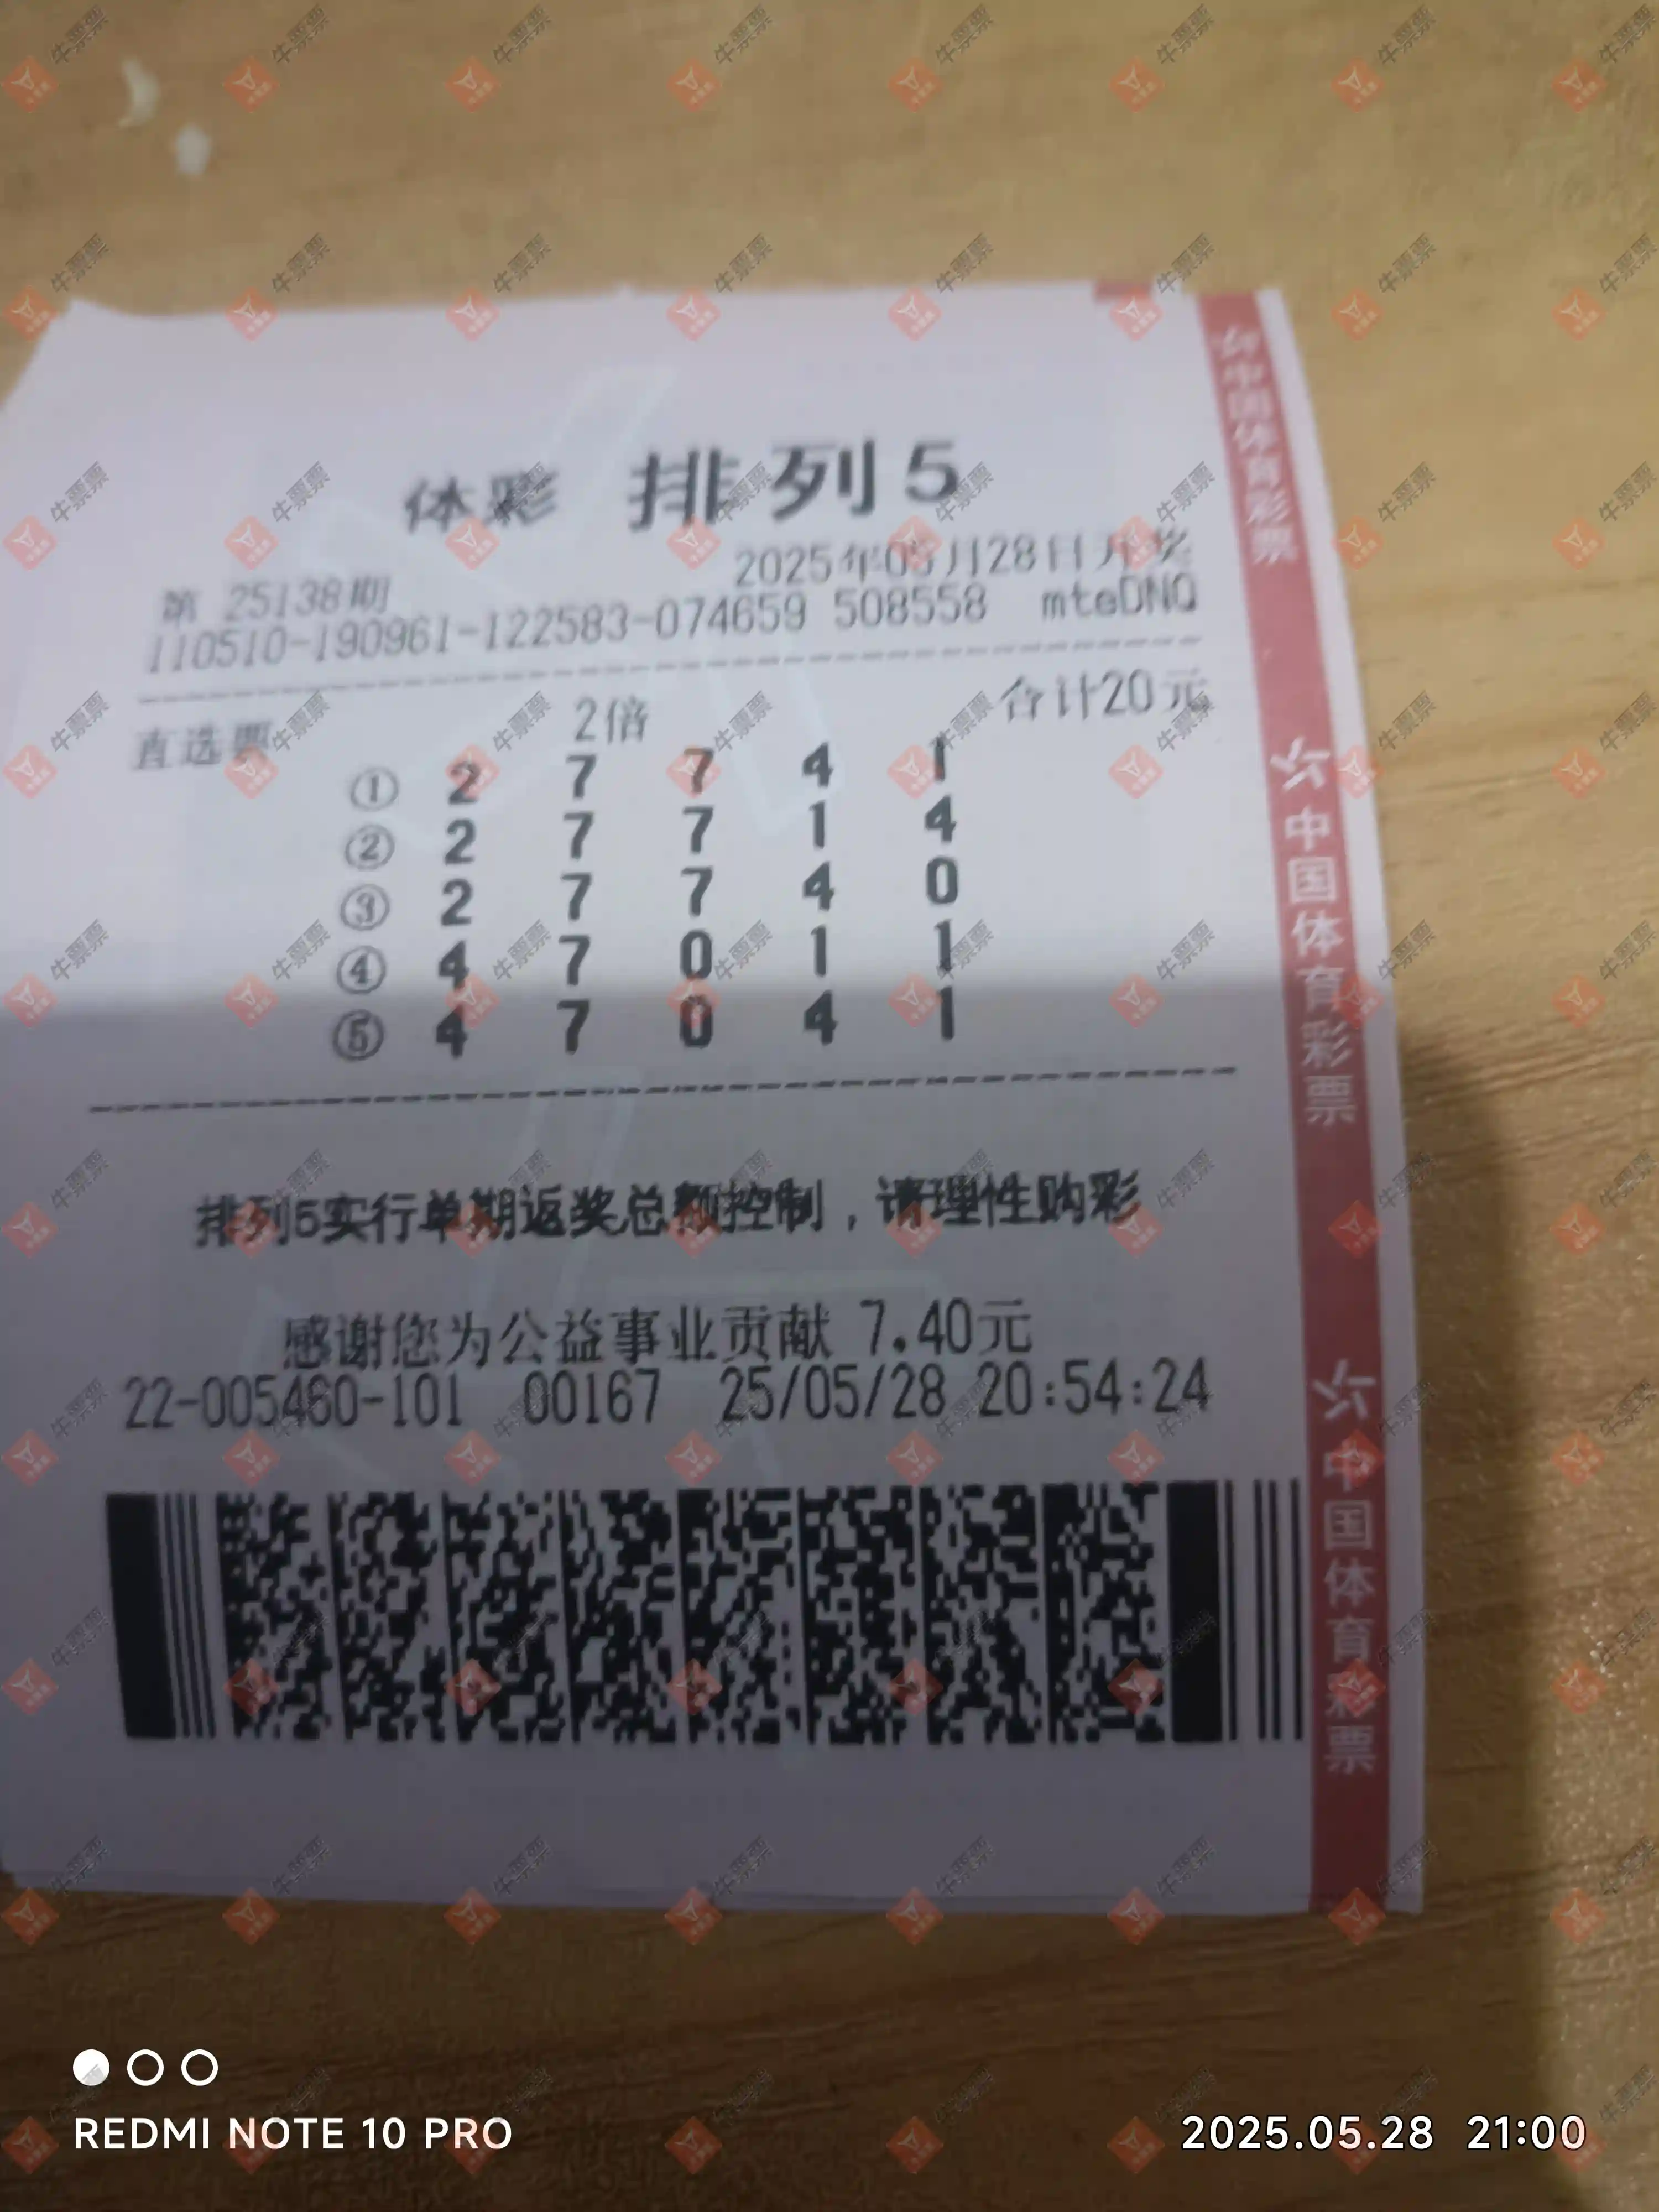 体彩 排列5
第 25138期 2025年05月28日开奖
110510-190961-122583-074659 508558 mteDNQ
直选票 2倍 合计20元
① 2 7 7 4 1
② 2 7 7 1 4
③ 2 7 7 4 0
④ 4 7 0 1 1
⑤ 4 7 0 4 1
排列5实行单期返奖总额控制，请理性购彩
感谢您为公益事业贡献 7.40元
22-005460-101 00167 25/05/28 20:54:24
中国体育彩票
中国体育彩票
中国体育彩票
牛票票
REDMI NOTE 10 PRO
2025.05.28 21:00